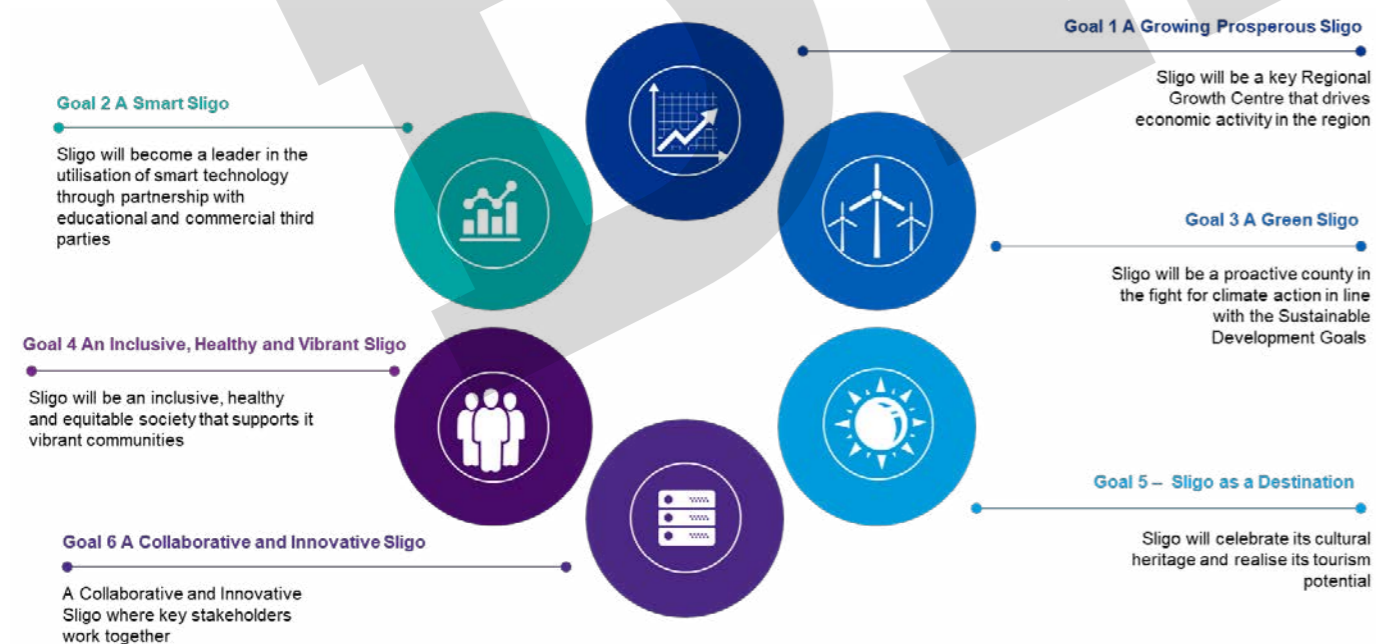 Goal 1 A Growing Prosperous Sligo
Sligo will be a key Regional
Growth Centre that drives
economic activity in the region
Goal 2 A Smart Sligo
Sligo will become a leader in the
utilisation of smart technology
through partnership with
educational and commercial third
parties
Goal 3 A Green Sligo
Sligo will be a proactive county in
the fight for climate action in line
with the Sustainable
Development Goals
Goal 4 An Inclusive, Healthy and Vibrant Sligo
Sligo will be an inclusive, healthy
and equitable society that supports it
vibrant communities
Goal 5 – Sligo as a Destination
Sligo will celebrate its cultural
heritage and realise its tourism
potential
Goal 6 A Collaborative and Innovative Sligo
A Collaborative and Innovative
Sligo where key stakeholders
work together